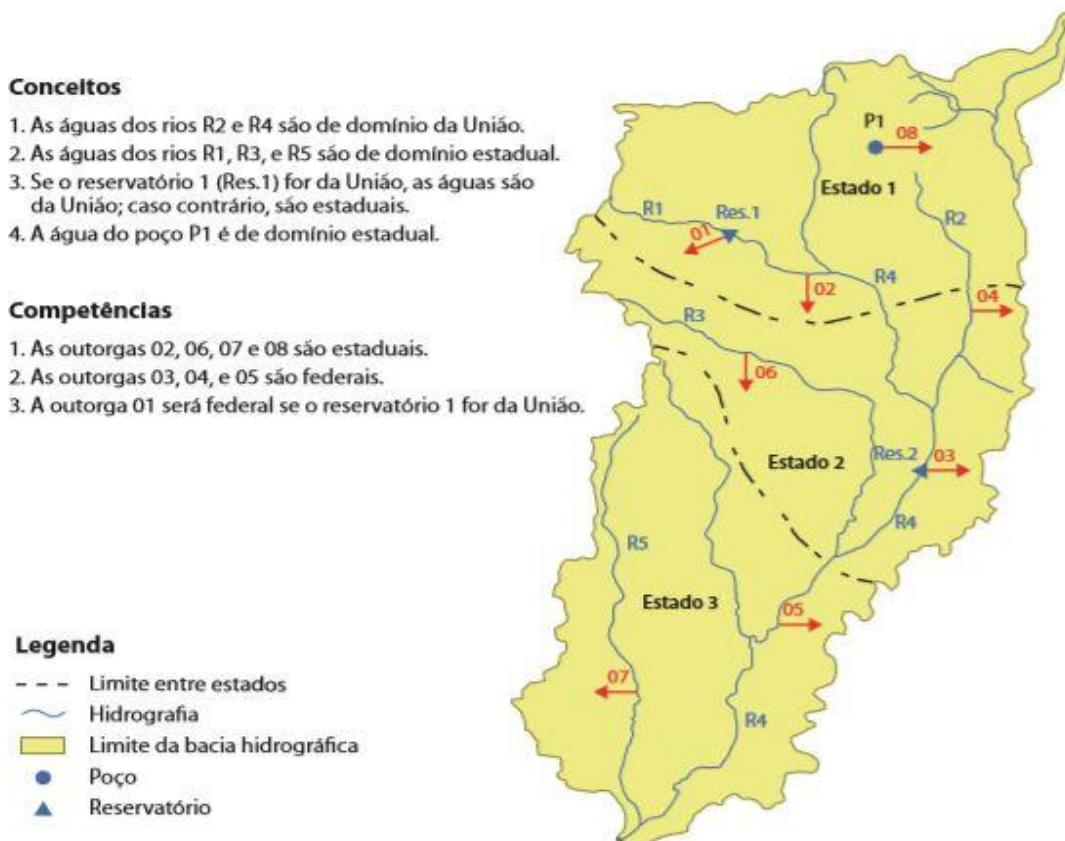 Conceitos
1. As águas dos rios R2 e R4 são de domínio da União.
2. As águas dos rios R1, R3, e R5 são de domínio estadual.
3. Se o reservatório 1 (Res.1) for da União, as águas são
da União; caso contrário, são estaduais.
4. A água do poço P1 é de domínio estadual.
Competências
1. As outorgas 02, 06, 07 e 08 são estaduais.
2. As outorgas 03, 04, e 05 são federais.
3. A outorga 01 será federal se o reservatório 1 for da União.
Legenda
Limite entre estados
Hidrografia
Limite da bacia hidrográfica
Poço
Reservatório
P1
08
Estado 1
R1
Res.1
R2
01
R4
02
04
R3
06
Estado 2
Res.2
03
R4
R5
Estado 3
05
07
R4